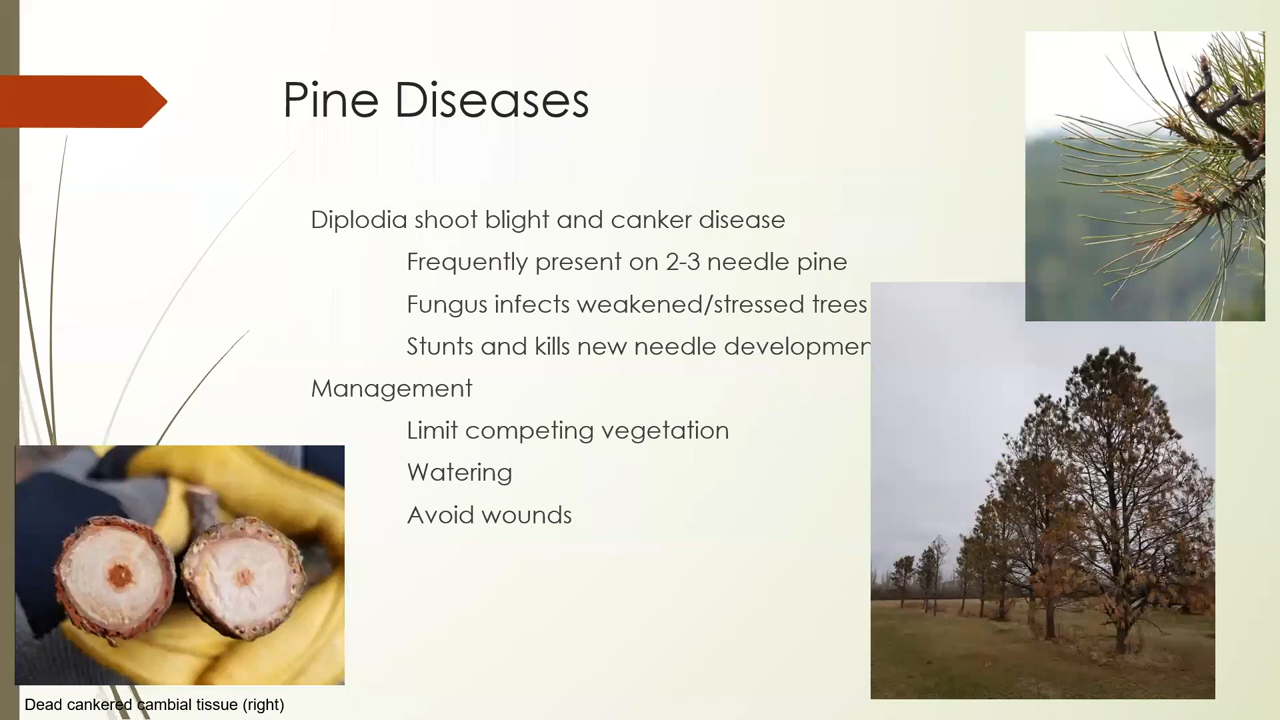 Pine Diseases
Diplodia shoot blight and canker disease
Frequently present on 2-3 needle pine
Fungus infects weakened/stressed trees
Stunts and kills new needle developmen
Management
Limit competing vegetation
Watering
Avoid wounds
Dead cankered cambial tissue (right)